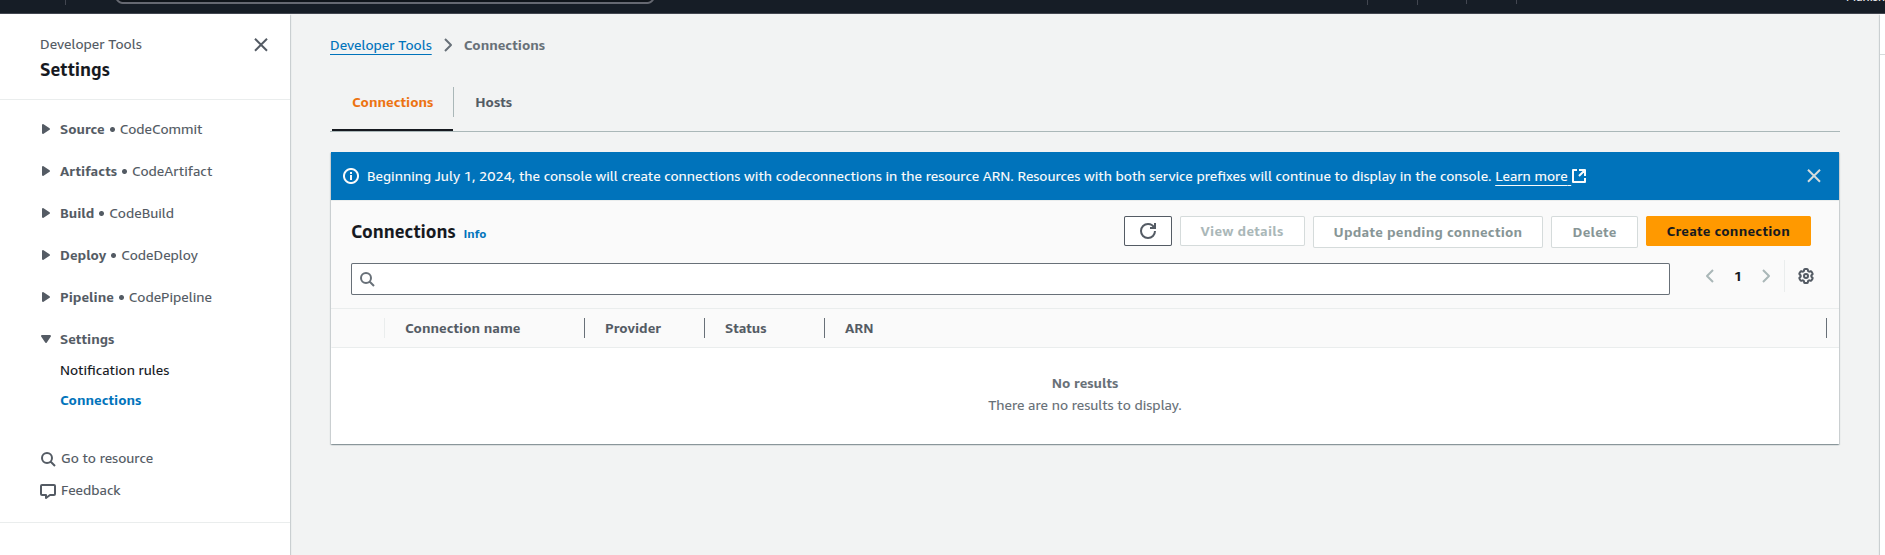 Developer Tools
Settings
Source • CodeCommit
Artifacts • CodeArtifact
Build • CodeBuild
Deploy • CodeDeploy
Pipeline • CodePipeline
Settings
Notification rules
Connections
Go to resource
Feedback
Developer Tools > Connections
Connections Hosts
Beginning July 1, 2024, the console will create connections with codeconnections in the resource ARN. Resources with both service prefixes will continue to display in the console. Learn more
Connections Info View details Update pending connection Delete Create connection
1
Connection name Provider Status ARN
No results
There are no results to display.